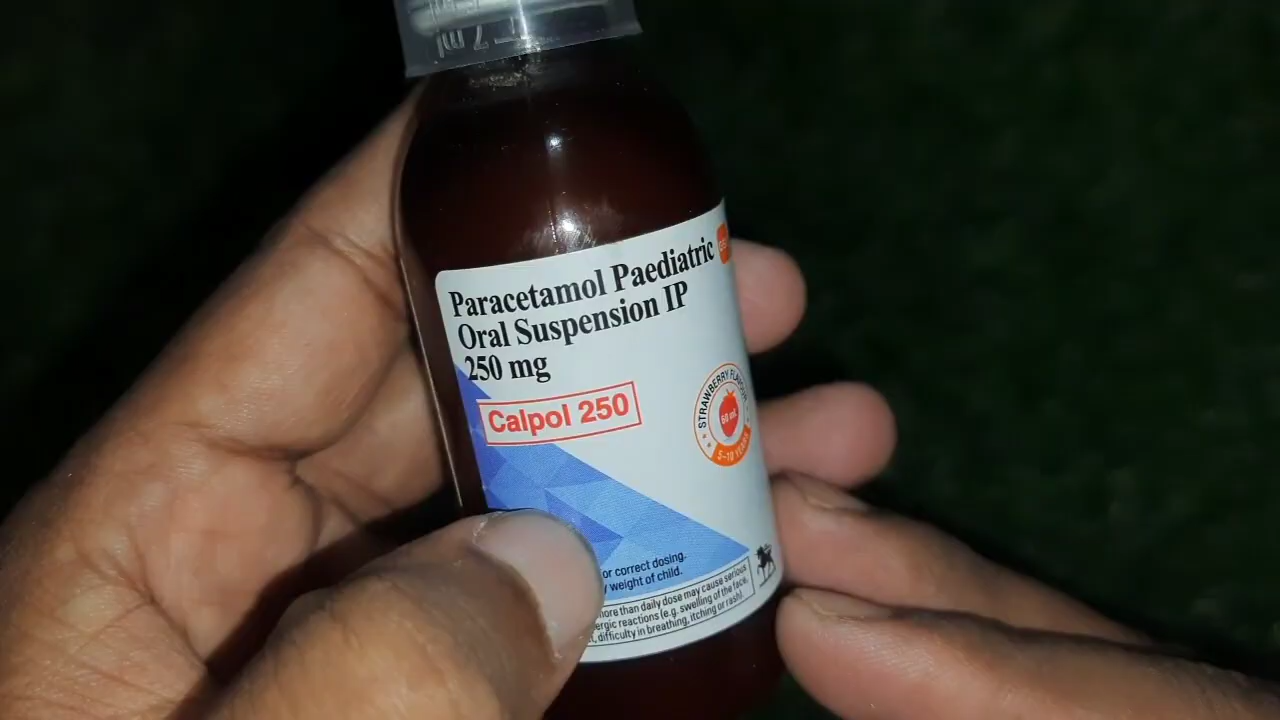 7 ml
Paracetamol Paediatric
Oral Suspension IP
250 mg
Calpol 250
STRAWBERRY FLAVOUR
60 ml
5-10 YEARS
or correct dosing.
weight of child.
more than daily dose may cause serious
ergic reactions (e.g. swelling of the face,
t, difficulty in breathing, itching or rash).